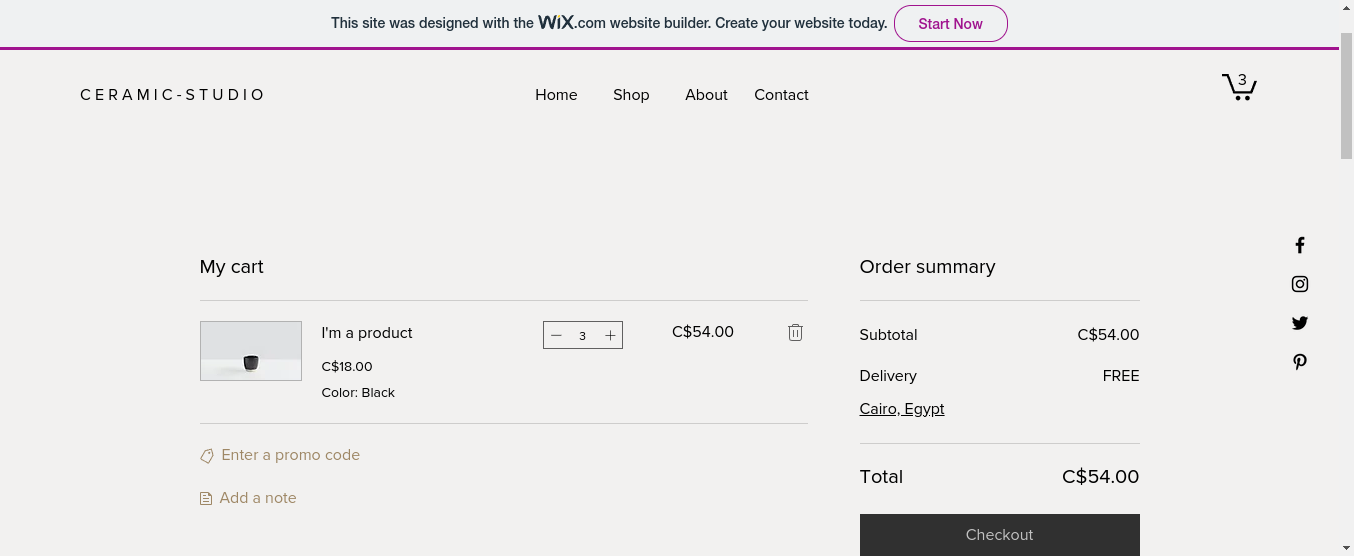 This site was designed with the WiX.com website builder. Create your website today. Start Now
CERAMIC-STUDIO
Home Shop About Contact
3
My cart
I'm a product
C$18.00
Color: Black
3
C$54.00
Enter a promo code
Add a note
Order summary
Subtotal C$54.00
Delivery FREE
Cairo, Egypt
Total C$54.00
Checkout